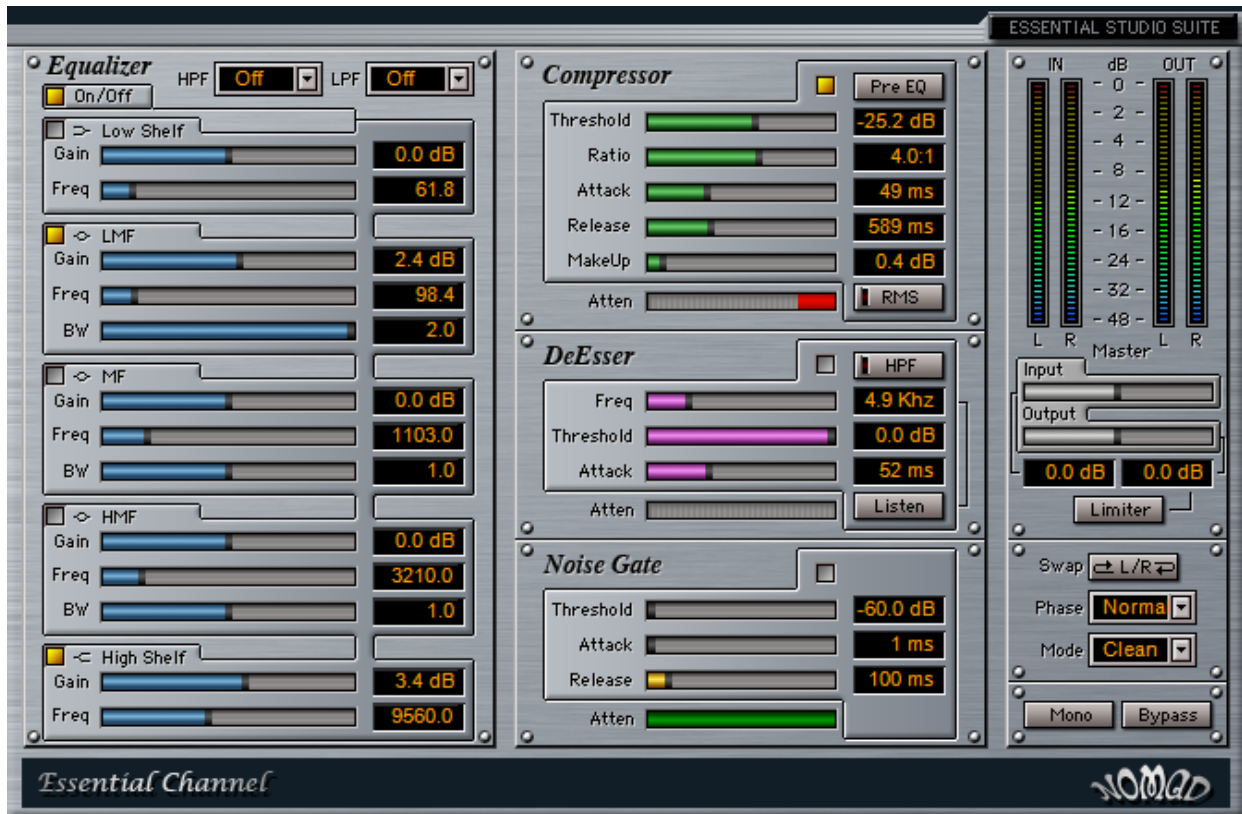 ESSENTIAL STUDIO SUITE
Equalizer
HPF Off LPF Off
On/Off
Low Shelf
Gain 0.0 dB
Freq 61.8
LMF
Gain 2.4 dB
Freq 98.4
BW 2.0
MF
Gain 0.0 dB
Freq 1103.0
BW 1.0
HMF
Gain 0.0 dB
Freq 3210.0
BW 1.0
High Shelf
Gain 3.4 dB
Freq 9560.0
Compressor
Pre EQ
Threshold -25.2 dB
Ratio 4.0:1
Attack 49 ms
Release 589 ms
MakeUp 0.4 dB
Atten RMS
DeEsser
HPF
Freq 4.9 Khz
Threshold 0.0 dB
Attack 52 ms
Atten Listen
Noise Gate
Threshold -60.0 dB
Attack 1 ms
Release 100 ms
Atten
IN dB OUT
- 0 -
- 2 -
- 4 -
- 8 -
- 12 -
- 16 -
- 24 -
- 32 -
- 48 -
L R Master L R
Input
Output
0.0 dB 0.0 dB
Limiter
Swap L/R
Phase Norma
Mode Clean
Mono Bypass
Essential Channel
NOMAD